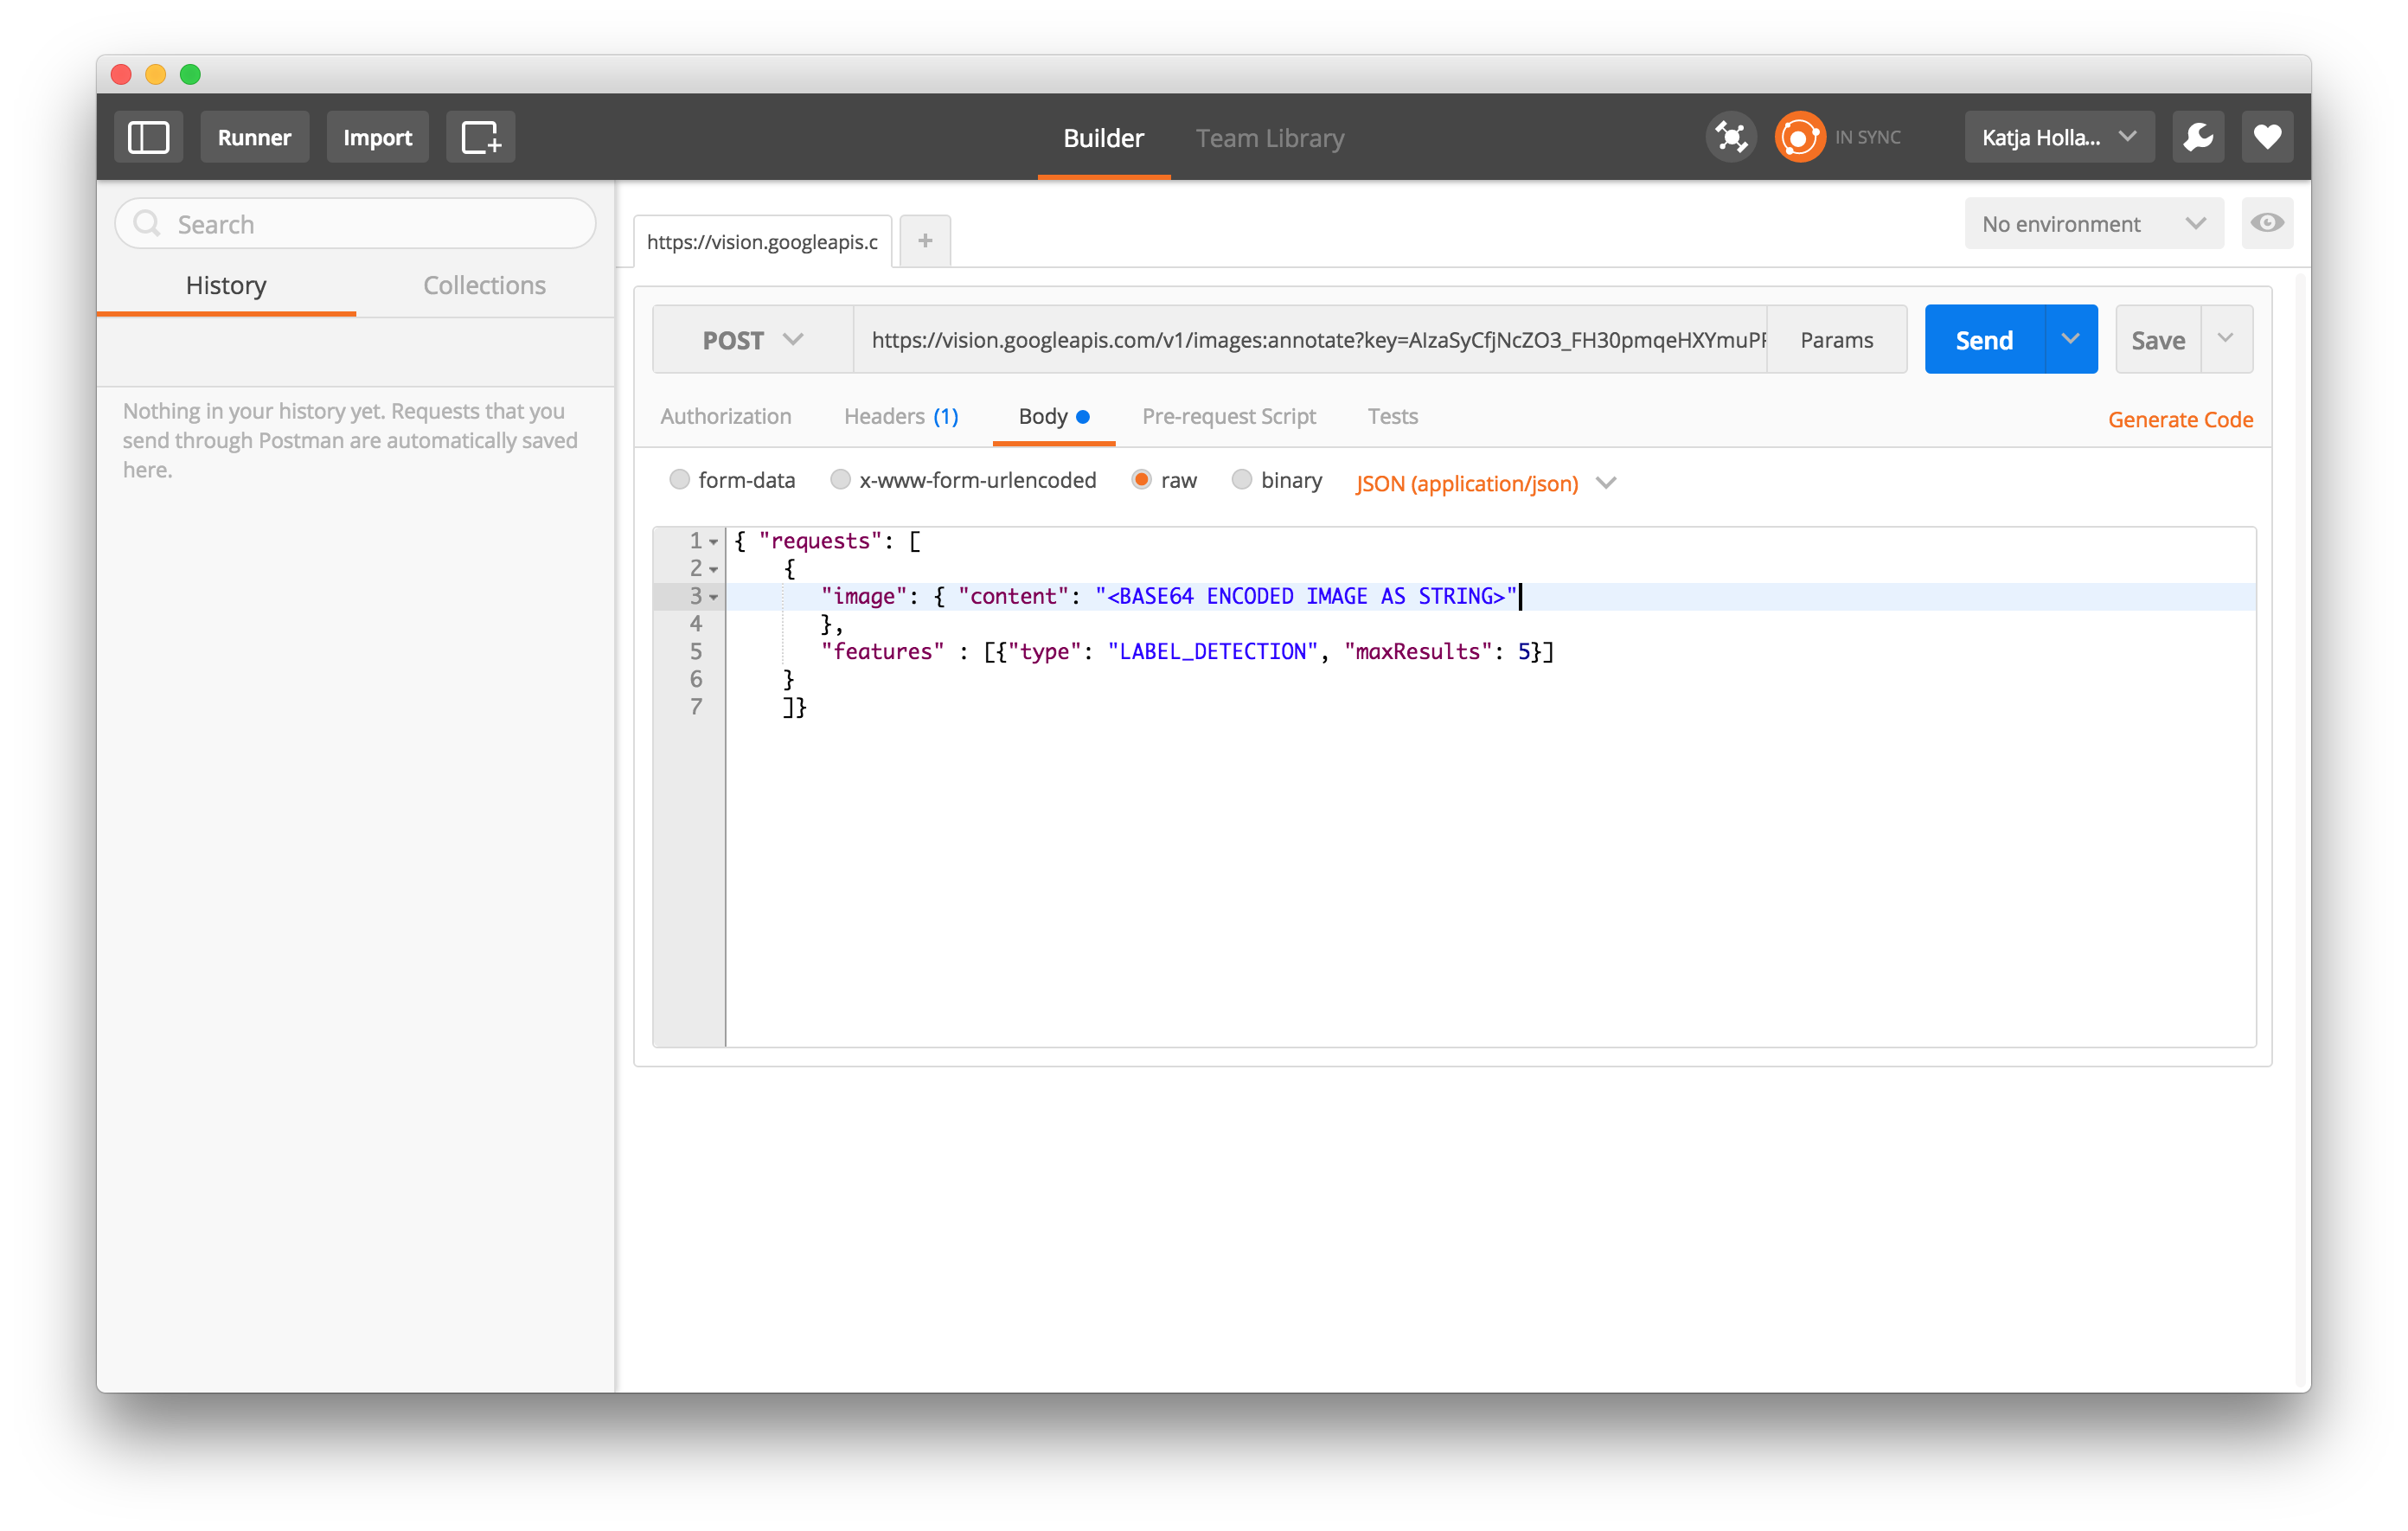 Runner
Import
Builder
Team Library
IN SYNC
Katja Holla...
Search
History
Collections
Nothing in your history yet. Requests that you
send through Postman are automatically saved
here.
https://vision.googleapis.c
+
No environment
POST
https://vision.googleapis.com/v1/images:annotate?key=AIzaSyCfjNcZO3_FH30pmqeHXYmuPF
Params
Send
Save
Authorization
Headers (1)
Body
Pre-request Script
Tests
Generate Code
form-data
x-www-form-urlencoded
raw
binary
JSON (application/json)
1 { "requests": [
2 {
3 "image": { "content": "<BASE64 ENCODED IMAGE AS STRING>"
4 },
5 "features" : [{"type": "LABEL_DETECTION", "maxResults": 5}]
6 }
7 ]}